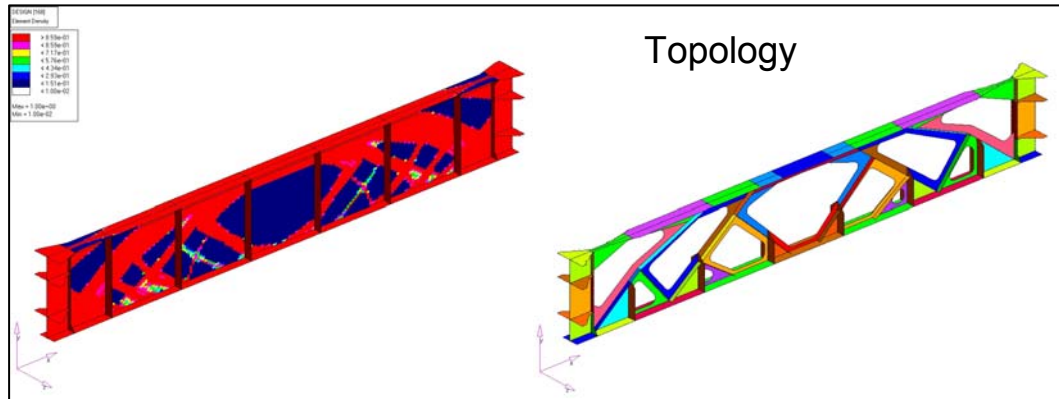 DESIGN [168]
Element Density
> 8.59e-01
< 8.59e-01
< 7.17e-01
< 5.76e-01
< 4.34e-01
< 2.93e-01
< 1.51e-01
< 1.00e-02
Max = 1.00e+00
Min = 1.00e-02
Topology
Y
X
Z
Y
X
Z